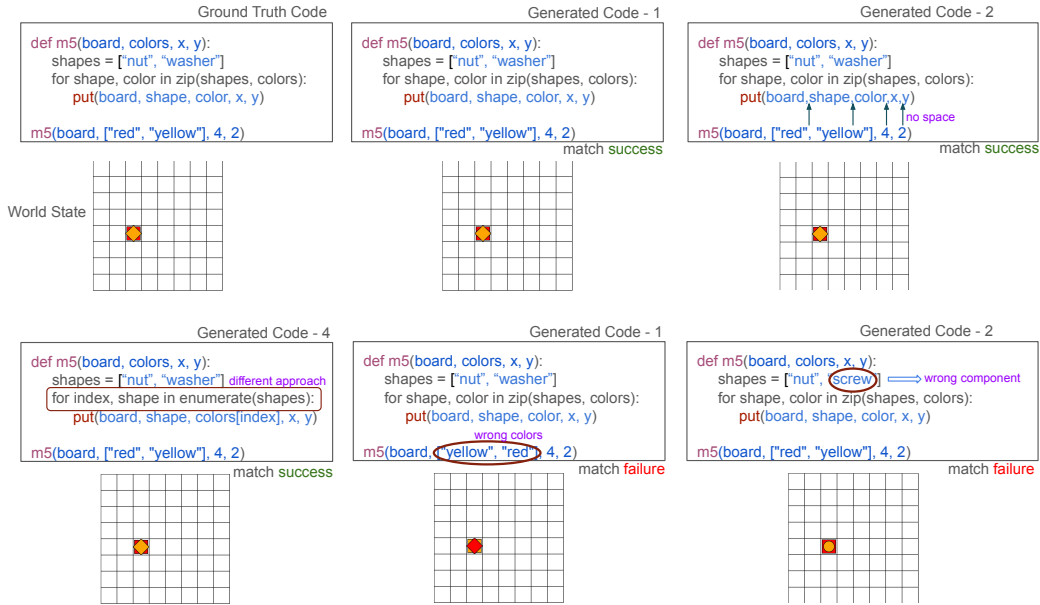 Ground Truth Code
def m5(board, colors, x, y):
shapes = [“nut”, “washer”]
for shape, color in zip(shapes, colors):
put(board, shape, color, x, y)
m5(board, ["red", "yellow"], 4, 2)
Generated Code - 1
def m5(board, colors, x, y):
shapes = [“nut”, “washer”]
for shape, color in zip(shapes, colors):
put(board, shape, color, x, y)
m5(board, ["red", "yellow"], 4, 2)
match success
Generated Code - 2
def m5(board, colors, x, y):
shapes = [“nut”, “washer”]
for shape, color in zip(shapes, colors):
put(board,shape,color,x,y)
no space
m5(board, ["red", "yellow"], 4, 2)
match success
World State
Generated Code - 4
def m5(board, colors, x, y):
shapes = [“nut”, “washer”] different approach
for index, shape in enumerate(shapes):
put(board, shape, colors[index], x, y)
m5(board, ["red", "yellow"], 4, 2)
match success
Generated Code - 1
def m5(board, colors, x, y):
shapes = [“nut”, “washer”]
for shape, color in zip(shapes, colors):
put(board, shape, color, x, y)
wrong colors
m5(board, ["yellow", "red"], 4, 2)
match failure
Generated Code - 2
def m5(board, colors, x, y):
shapes = [“nut”, “screw”] wrong component
for shape, color in zip(shapes, colors):
put(board, shape, color, x, y)
m5(board, ["red", "yellow"], 4, 2)
match failure